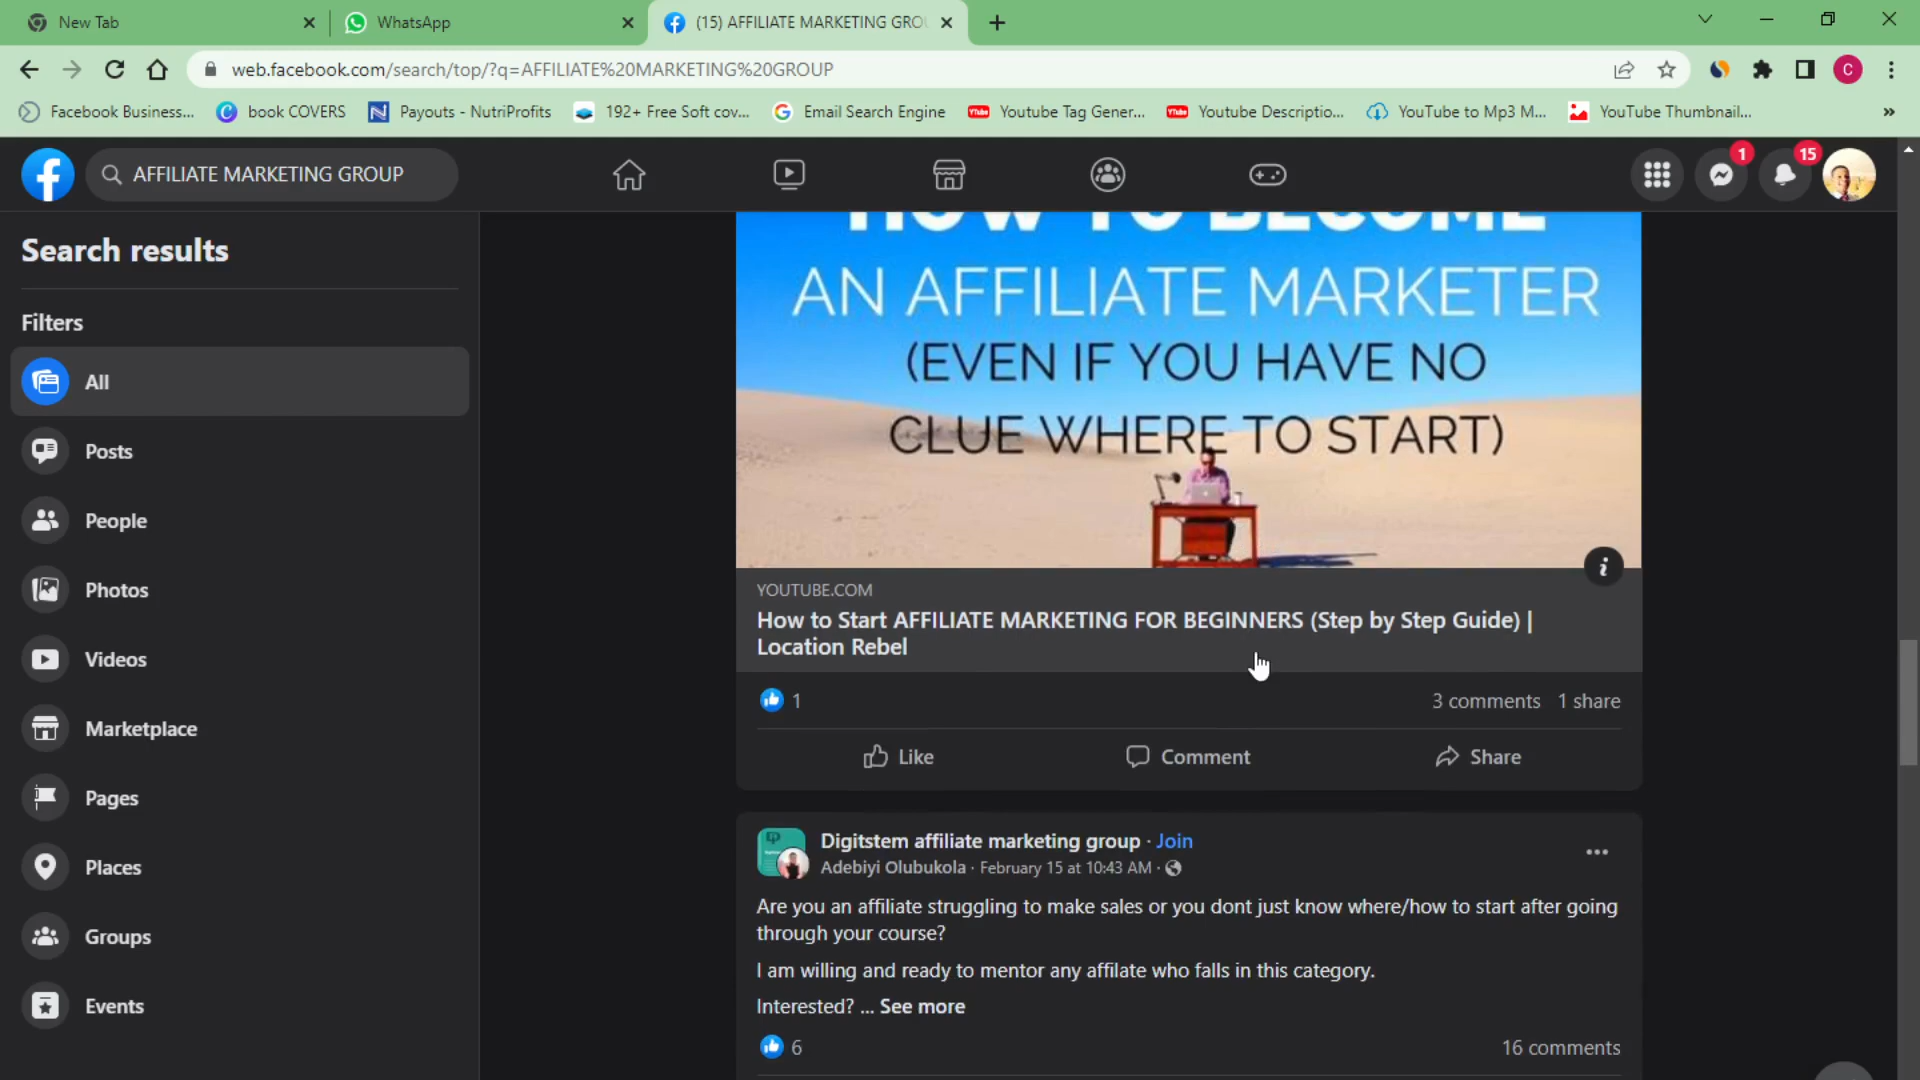 New Tab
WhatsApp
(15) AFFILIATE MARKETING GRO
web.facebook.com/search/top/?q=AFFILIATE%20MARKETING%20GROUP
C
Facebook Business...
book COVERS
Payouts - NutriProfits
192+ Free Soft cov...
Email Search Engine
Youtube Tag Gener...
Youtube Descriptio...
YouTube to Mp3 M...
YouTube Thumbnail...
AFFILIATE MARKETING GROUP
1
15
Search results
Filters
All
Posts
People
Photos
Videos
Marketplace
Pages
Places
Groups
Events
HOW TO BECOME
AN AFFILIATE MARKETER
(EVEN IF YOU HAVE NO
CLUE WHERE TO START)
YOUTUBE.COM
How to Start AFFILIATE MARKETING FOR BEGINNERS (Step by Step Guide) |
Location Rebel
1
3 comments 1 share
Like
Comment
Share
Digitstem affiliate marketing group · Join
Adebiyi Olubukola · February 15 at 10:43 AM ·
Are you an affiliate struggling to make sales or you dont just know where/how to start after going
through your course?
I am willing and ready to mentor any affilate who falls in this category.
Interested? ... See more
6
16 comments